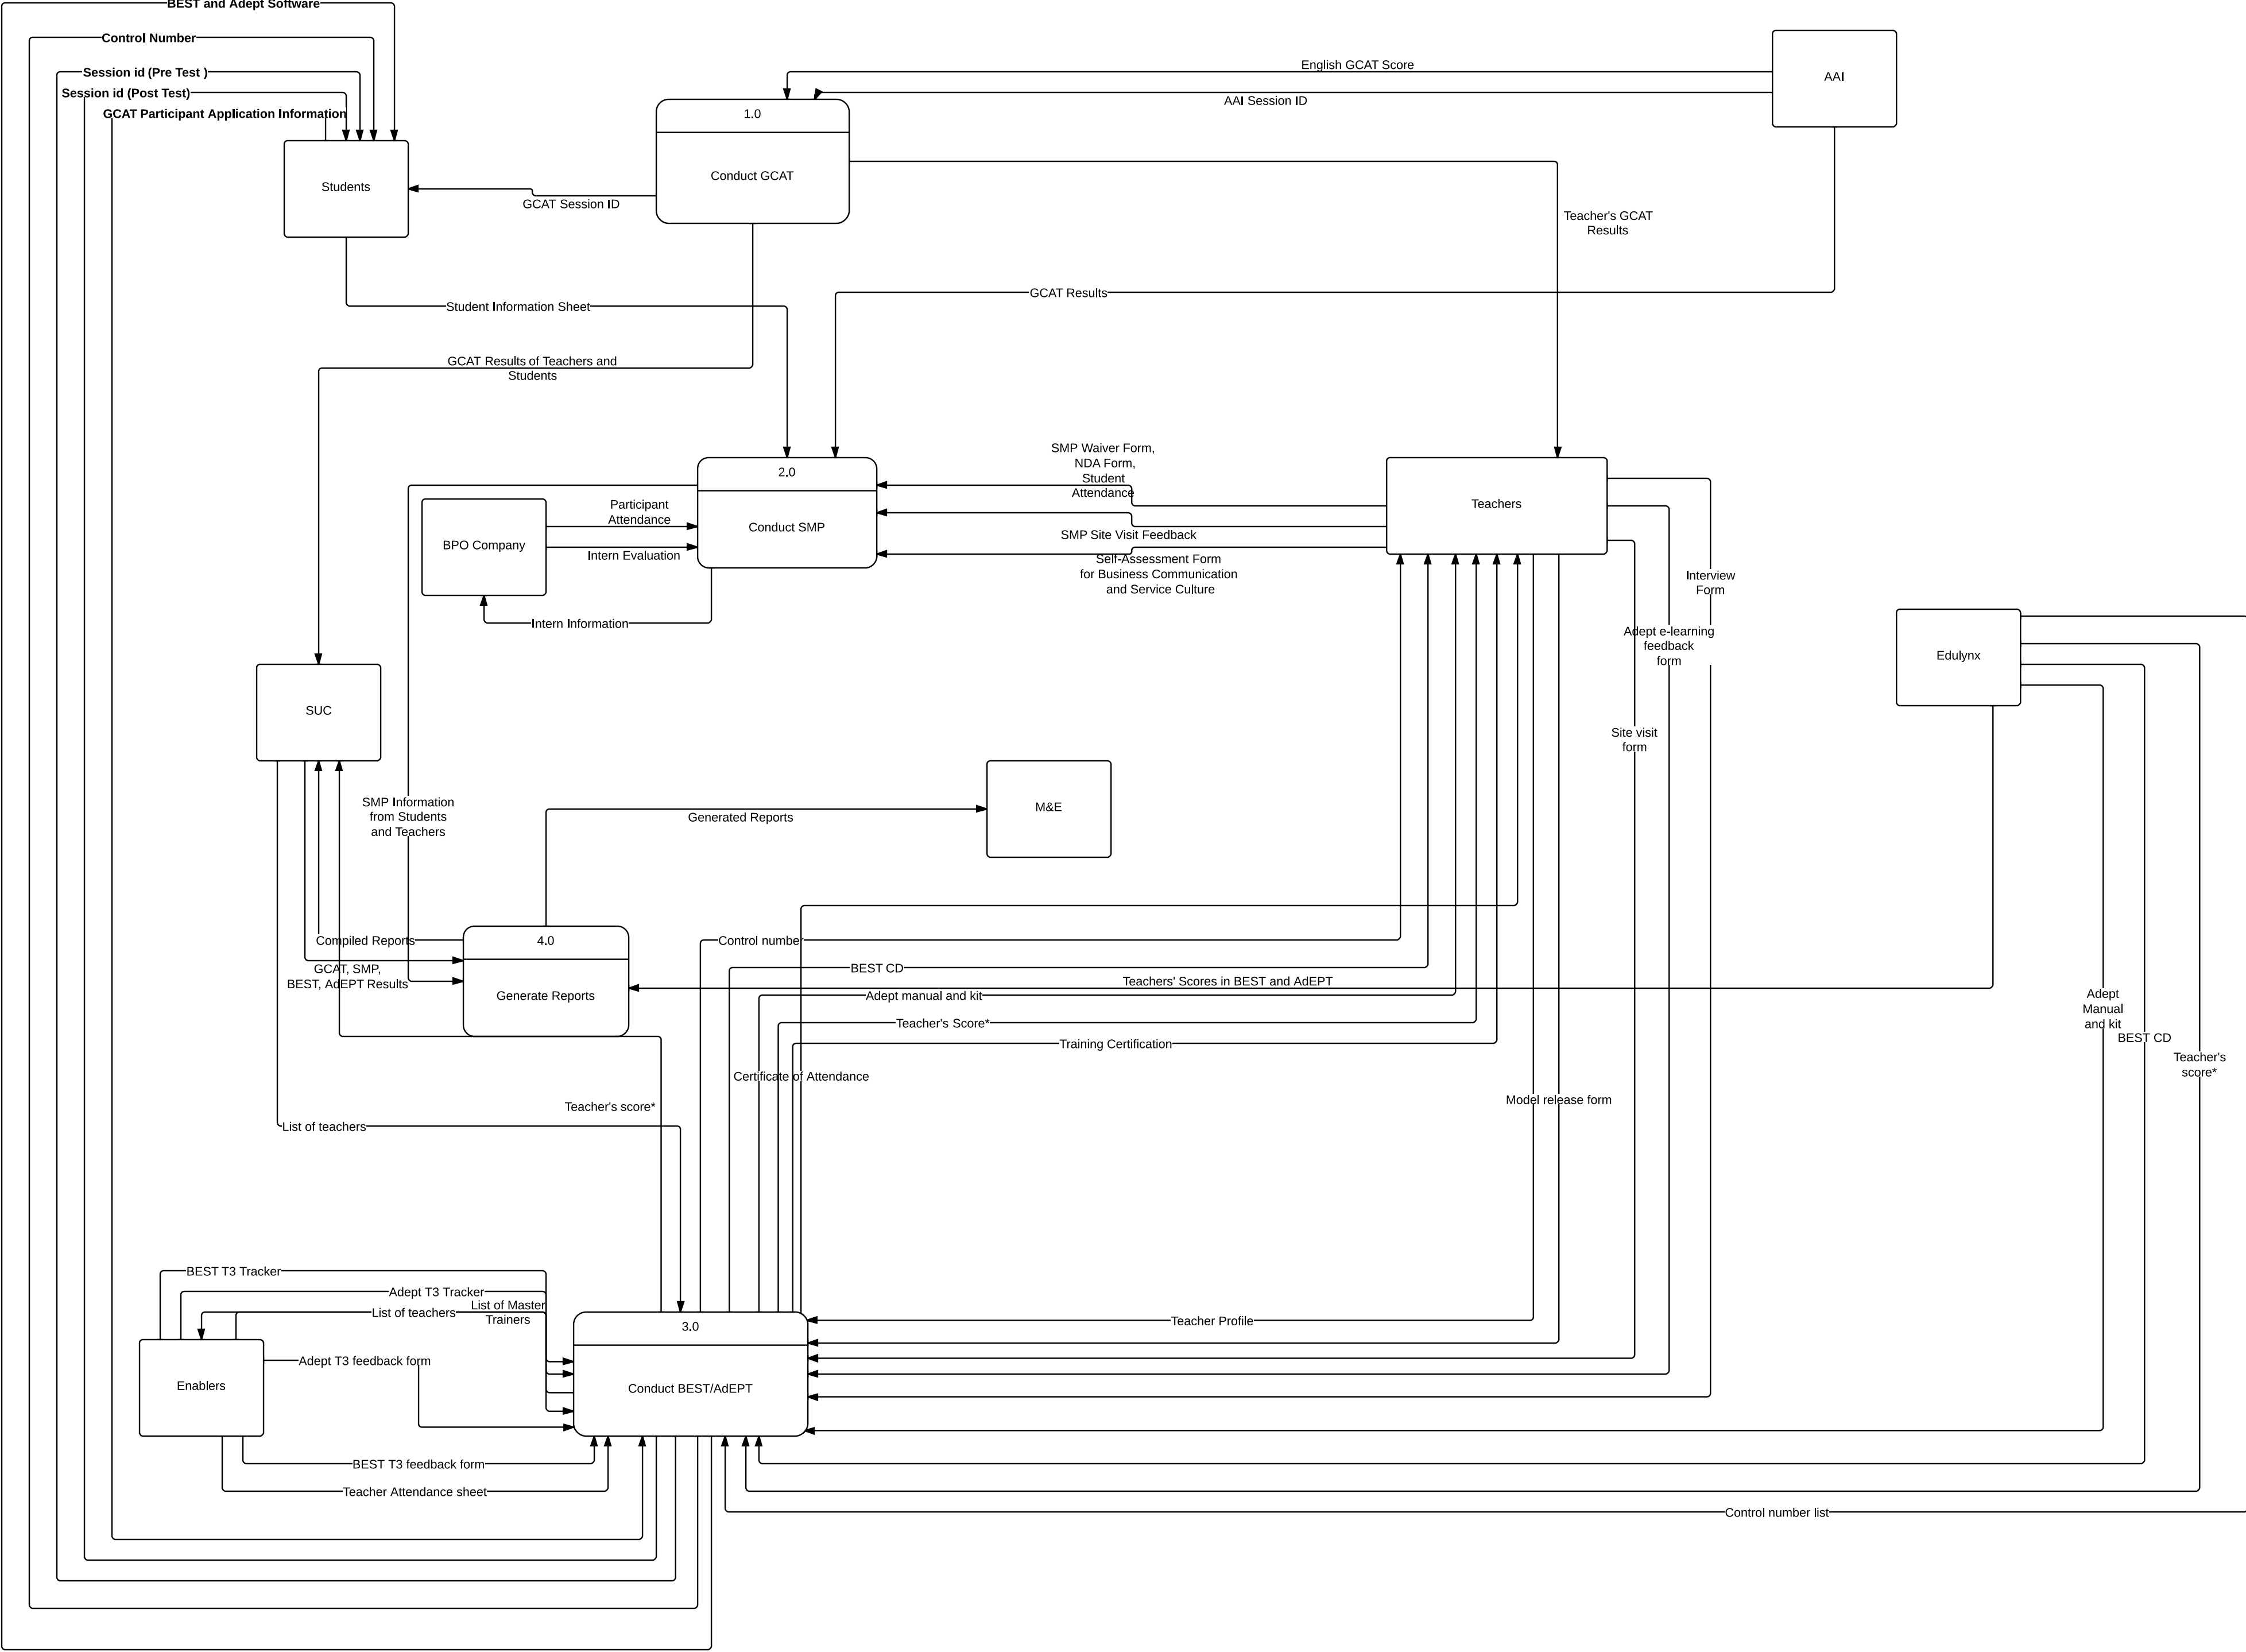 BEST and Adept Software
Control Number
Session id (Pre Test )
Session id (Post Test)
GCAT Participant Application Information
English GCAT Score
AAI Session ID
AAI
1.0
Conduct GCAT
Students
GCAT Session ID
Teacher's GCAT
Results
GCAT Results
Student Information Sheet
GCAT Results of Teachers and
Students
SMP Waiver Form,
NDA Form,
Student
Attendance
2.0
Conduct SMP
Teachers
Participant
Attendance
BPO Company
Intern Evaluation
SMP Site Visit Feedback
Self-Assessment Form
for Business Communication
and Service Culture
Intern Information
Interview
Form
Adept e-learning
feedback
form
Edulynx
SUC
Site visit
form
SMP Information
from Students
and Teachers
M&E
Generated Reports
Compiled Reports
4.0
Generate Reports
GCAT, SMP,
BEST, AdEPT Results
Control number
BEST CD
Teachers' Scores in BEST and AdEPT
Adept manual and kit
Teacher's Score*
Training Certification
Certificate of Attendance
Adept
Manual
and kit
BEST CD
Teacher's
score*
Teacher's score*
Model release form
List of teachers
BEST T3 Tracker
Adept T3 Tracker
List of Master
Trainers
List of teachers
3.0
Conduct BEST/AdEPT
Teacher Profile
Adept T3 feedback form
Enablers
BEST T3 feedback form
Teacher Attendance sheet
Control number list